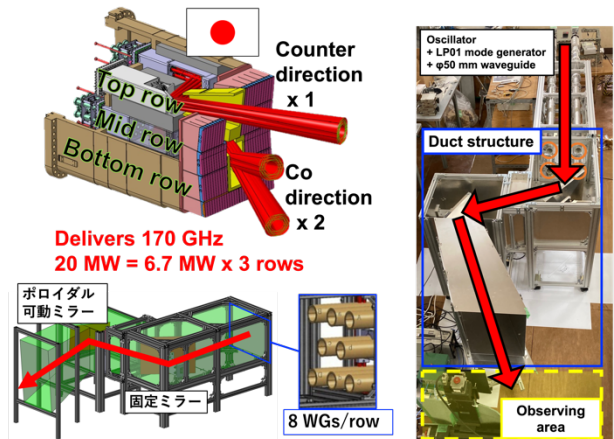 Counter
direction
x 1
Top row
Mid row
Bottom row
Co
direction
x 2
Delivers 170 GHz
20 MW = 6.7 MW x 3 rows
ポロイダル
可動ミラー
固定ミラー
8 WGs/row
Oscillator
+ LP01 mode generator
+ φ50 mm waveguide
Duct structure
Observing
area